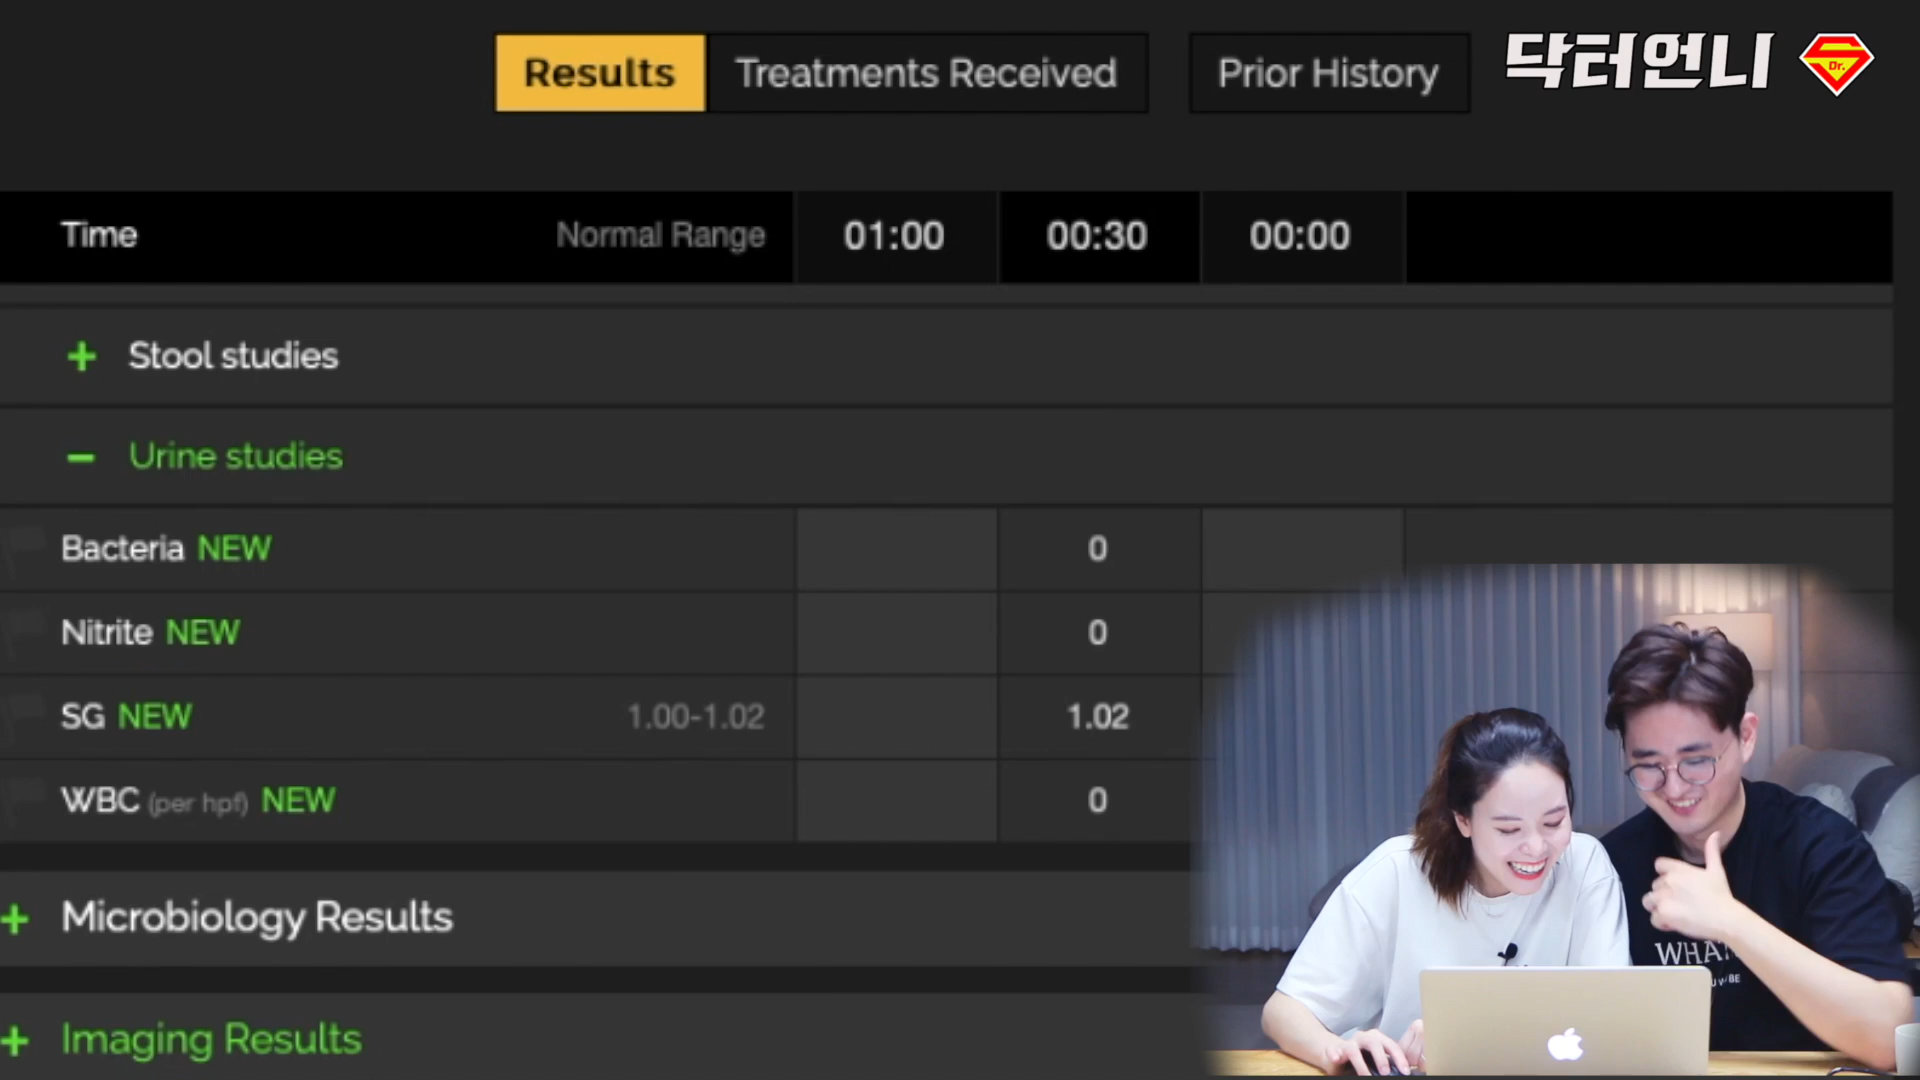 Results Treatments Received Prior History 닥터언니 Dr.
Time Normal Range 01:00 00:30 00:00
+ Stool studies
− Urine studies
Bacteria NEW 0
Nitrite NEW 0
SG NEW 1.00-1.02 1.02
WBC (per hpf) NEW 0
+ Microbiology Results
+ Imaging Results